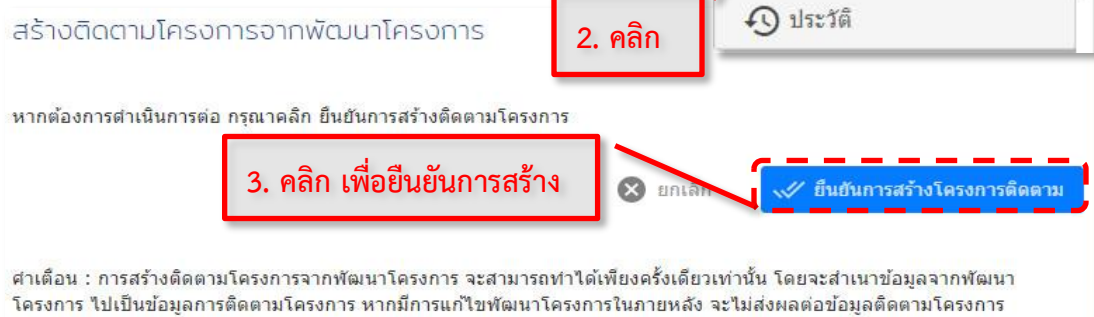 สร้างติดตามโครงการจากพัฒนาโครงการ
2. คลิก
ประวัติ
หากต้องการดำเนินการต่อ กรุณาคลิก ยืนยันการสร้างติดตามโครงการ
3. คลิก เพื่อยืนยันการสร้าง
ยกเลิก
ยืนยันการสร้างโครงการติดตาม
คำเตือน : การสร้างติดตามโครงการจากพัฒนาโครงการ จะสามารถทำได้เพียงครั้งเดียวเท่านั้น โดยจะสำเนาข้อมูลจากพัฒนา
โครงการ ไปเป็นข้อมูลการติดตามโครงการ หากมีการแก้ไขพัฒนาโครงการในภายหลัง จะไม่ส่งผลต่อข้อมูลติดตามโครงการ